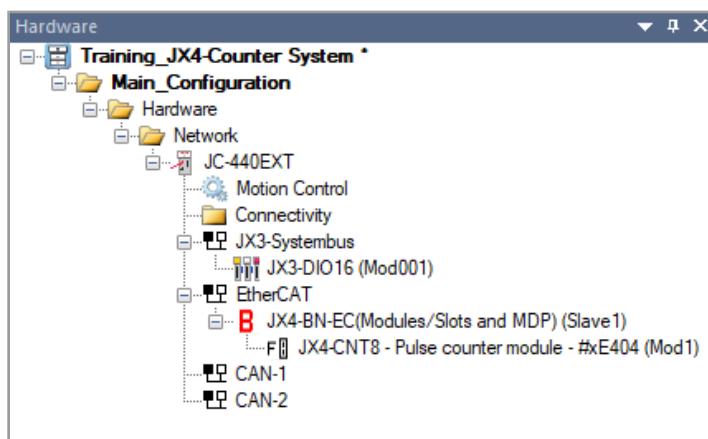 Hardware
Training_JX4-Counter System *
Main_Configuration
Hardware
Network
JC-440EXT
Motion Control
Connectivity
JX3-Systembus
JX3-DIO16 (Mod001)
EtherCAT
B JX4-BN-EC(Modules/Slots and MDP) (Slave1)
F JX4-CNT8 - Pulse counter module - #xE404 (Mod1)
CAN-1
CAN-2